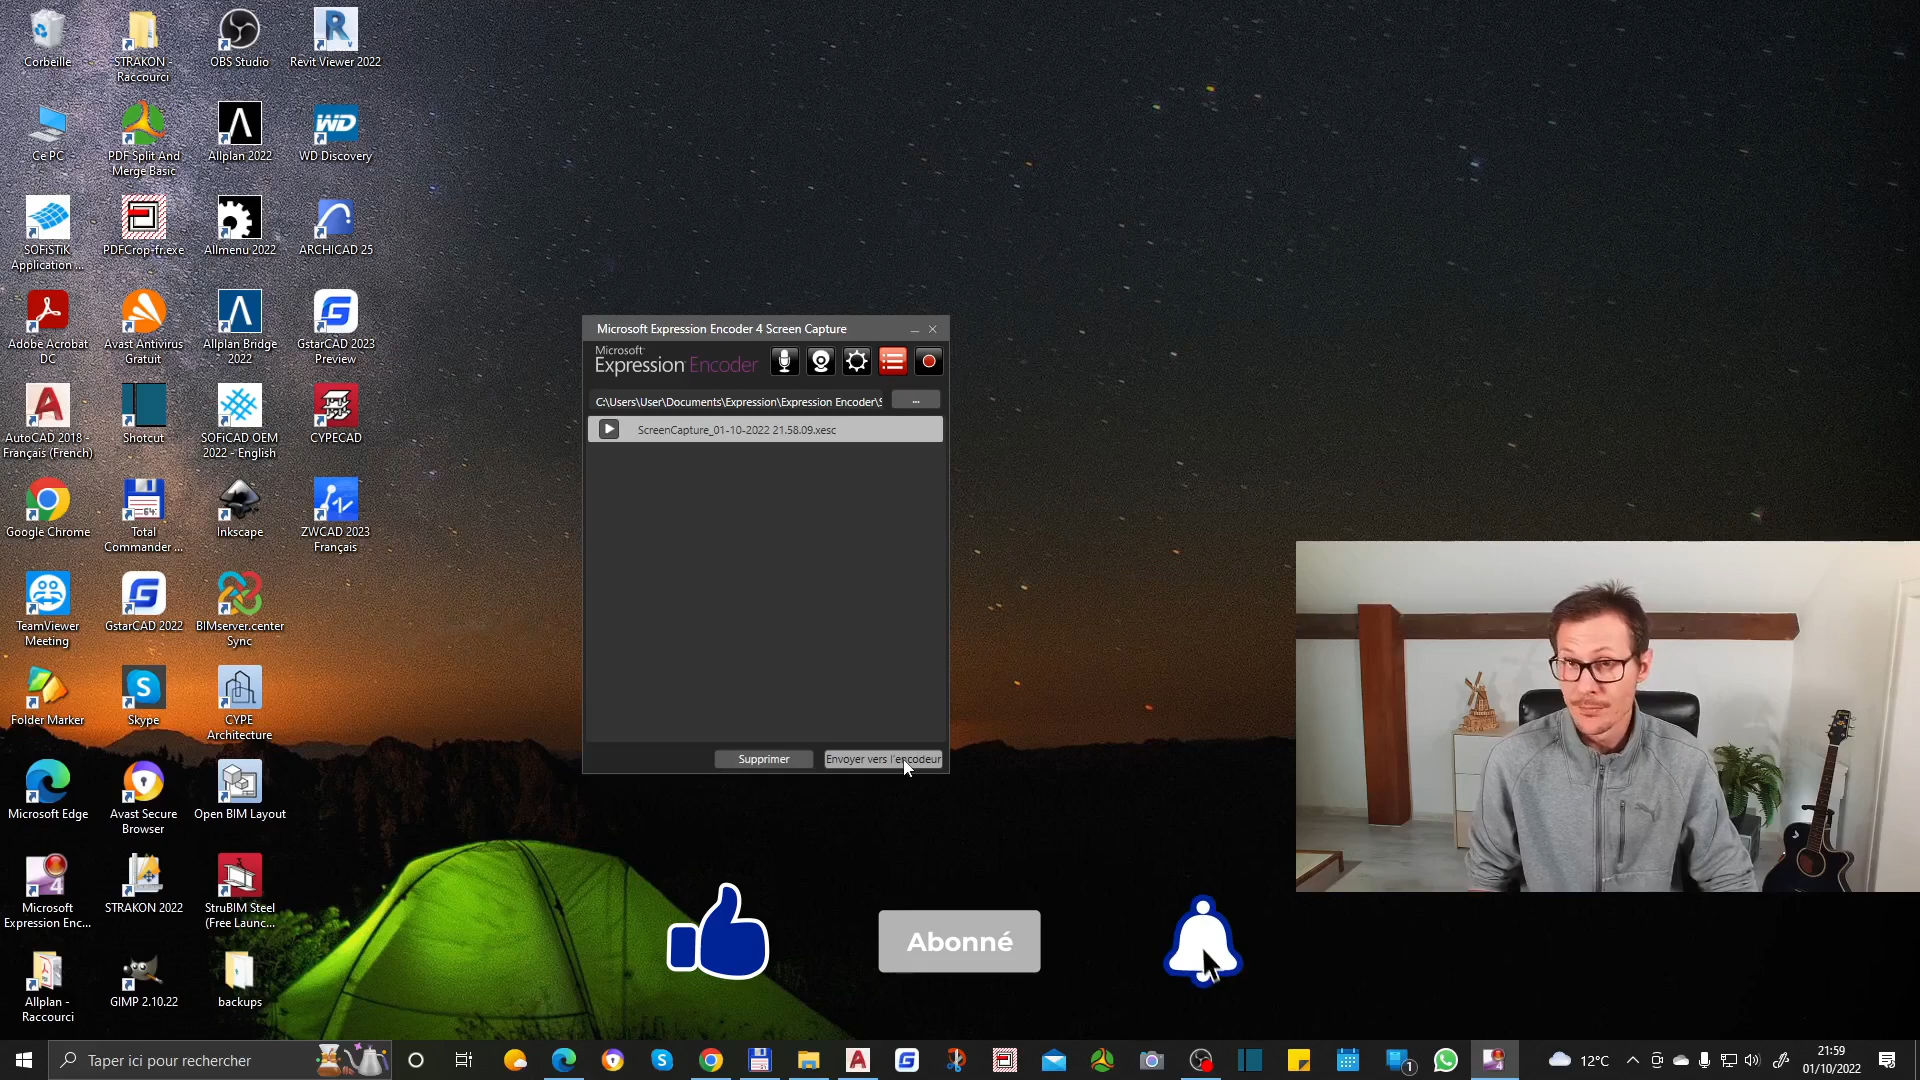 Corbeille
STRAKON -
Raccourci
OBS Studio
Revit Viewer 2022
Ce PC
PDF Split And
Merge Basic
Allplan 2022
WD Discovery
SOFiSTiK
Application ...
PDFCrop-fr.exe
Allmenu 2022
ARCHICAD 25
Adobe Acrobat
DC
Avast Antivirus
Gratuit
Allplan Bridge
2022
GstarCAD 2023
Preview
AutoCAD 2018 -
Français (French)
Shotcut
SOFiCAD OEM
2022 - English
CYPECAD
Google Chrome
Total
Commander ...
Inkscape
ZWCAD 2023
Français
TeamViewer
Meeting
GstarCAD 2022
BIMserver.center
Sync
Folder Marker
Skype
CYPE
Architecture
Microsoft Edge
Avast Secure
Browser
Open BIM Layout
Microsoft
Expression Enc...
STRAKON 2022
StruBIM Steel
(Free Launc...
Allplan -
Raccourci
GIMP 2.10.22
backups
Microsoft Expression Encoder 4 Screen Capture
Microsoft
Expression Encoder
C:\Users\User\Documents\Expression\Expression Encoder\S
...
ScreenCapture_01-10-2022 21.58.09.xesc
Supprimer
Envoyer vers l'encodeur
Abonné
Taper ici pour rechercher
12°C
21:59
01/10/2022